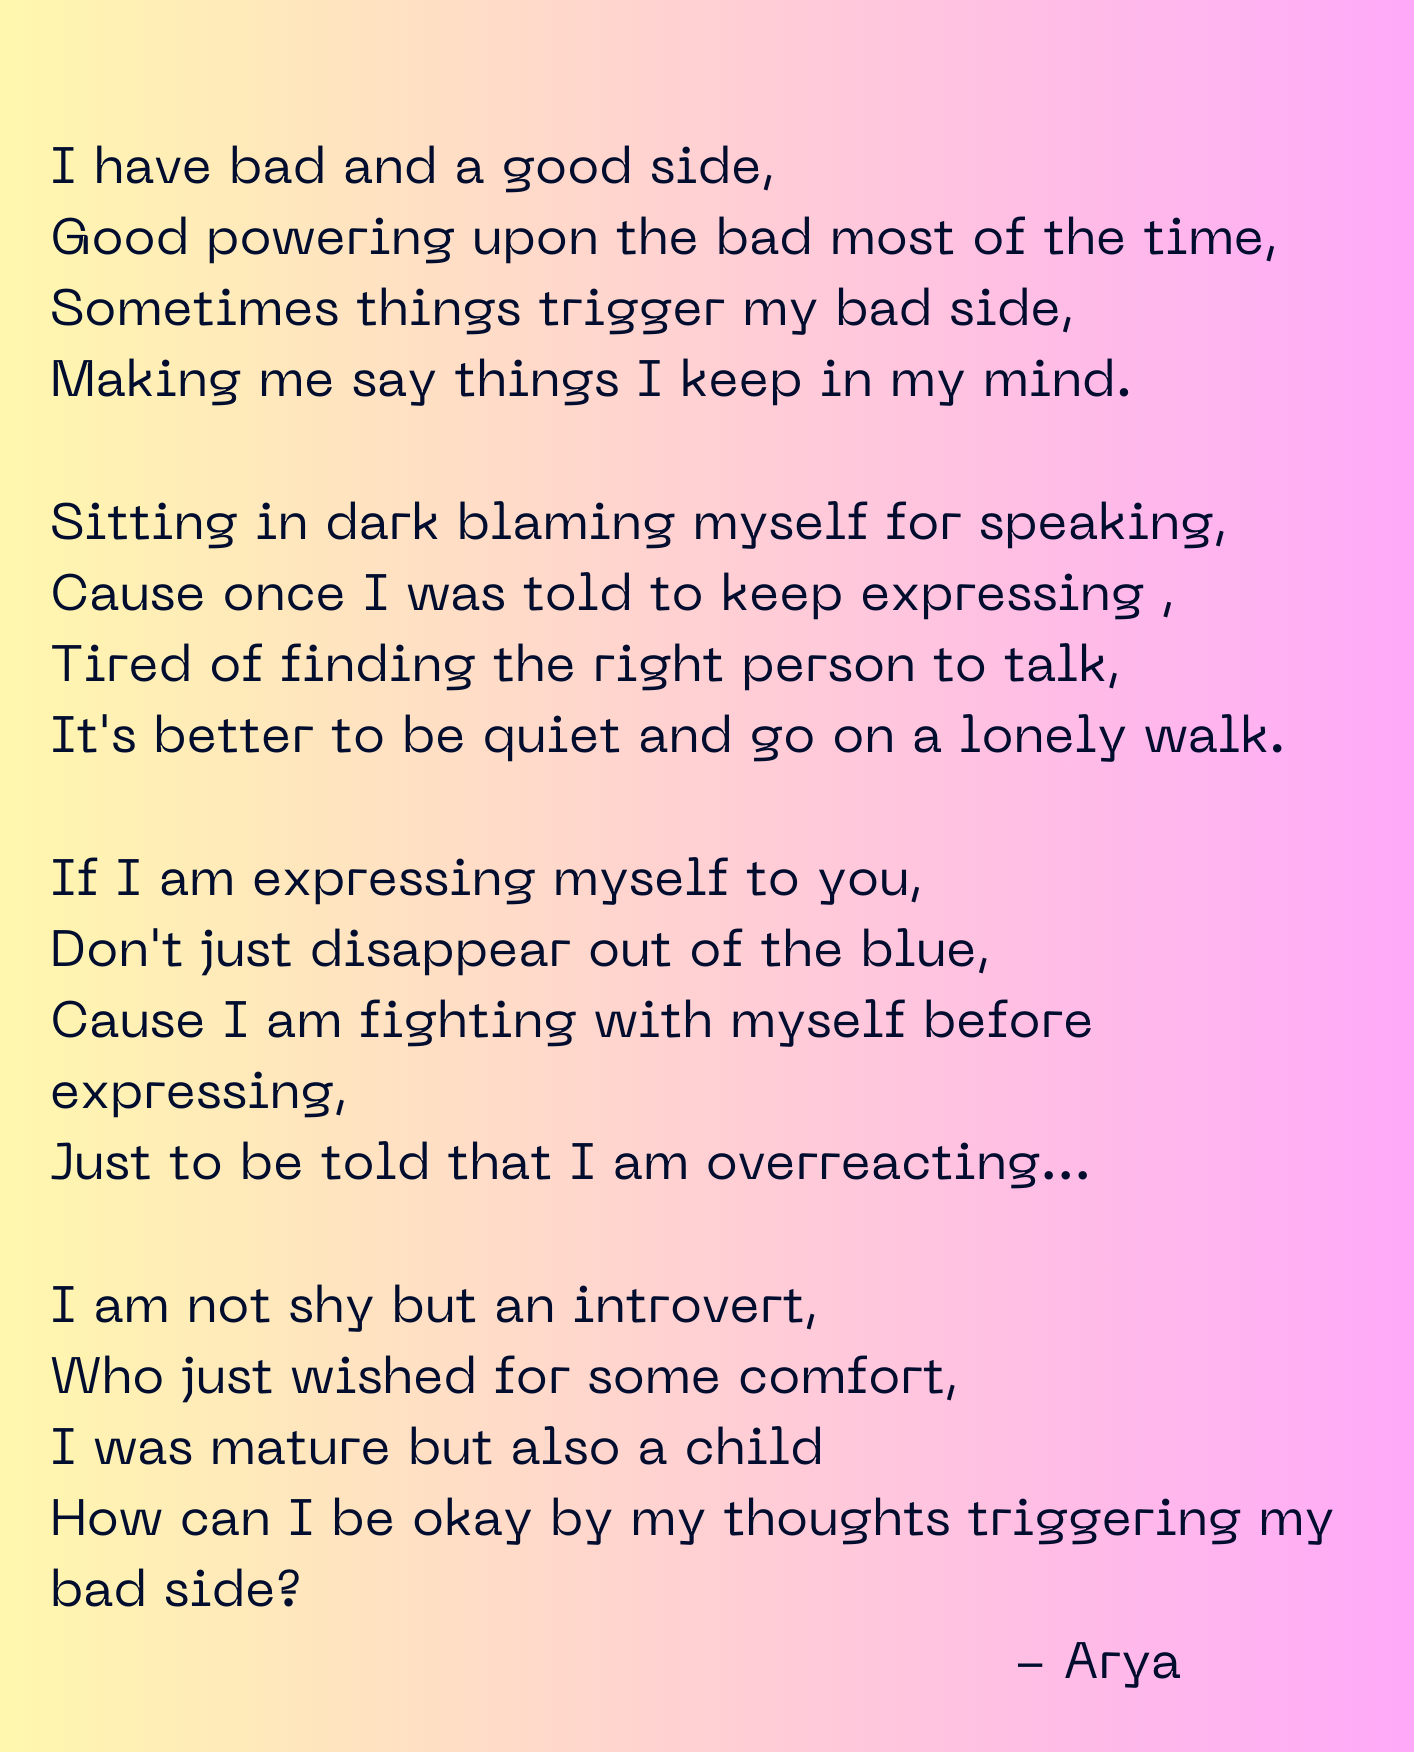 I have bad and a good side,
Good powering upon the bad most of the time,
Sometimes things trigger my bad side,
Making me say things I keep in my mind.
Sitting in dark blaming myself for speaking,
Cause once I was told to keep expressing ,
Tired of finding the right person to talk,
It's better to be quiet and go on a lonely walk.
If I am expressing myself to you,
Don't just disappear out of the blue,
Cause I am fighting with myself before
expressing,
Just to be told that I am overreacting...
I am not shy but an introvert,
Who just wished for some comfort,
I was mature but also a child
How can I be okay by my thoughts triggering my
bad side?
– Arya